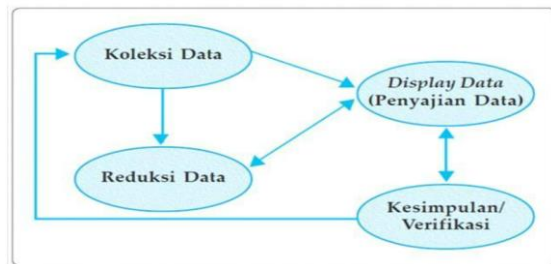 Koleksi Data
Display Data
(Penyajian Data)
Reduksi Data
Kesimpulan/
Verifikasi